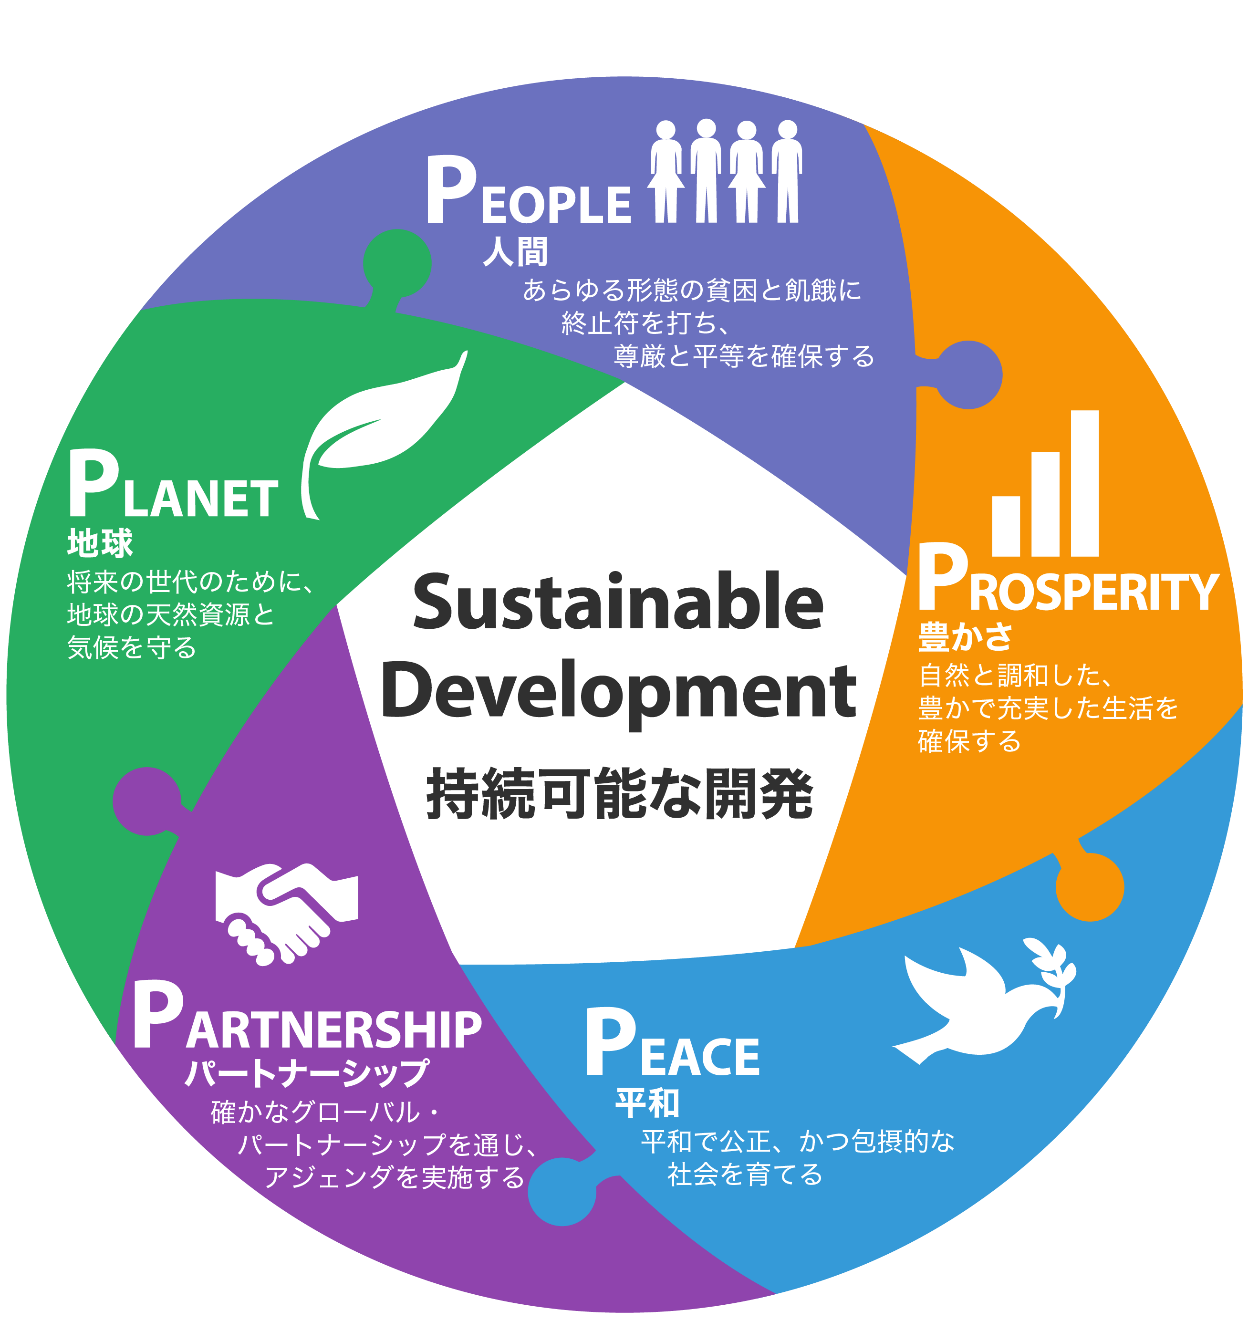 PEOPLE
人間
あらゆる形態の貧困と飢餓に
終止符を打ち、
尊厳と平等を確保する
PROSPERITY
豊かさ
自然と調和した、
豊かで充実した生活を
確保する
PEACE
平和
平和で公正、かつ包摂的な
社会を育てる
PARTNERSHIP
パートナーシップ
確かなグローバル・
パートナーシップを通じ、
アジェンダを実施する
PLANET
地球
将来の世代のために、
地球の天然資源と
気候を守る
Sustainable
Development
持続可能な開発